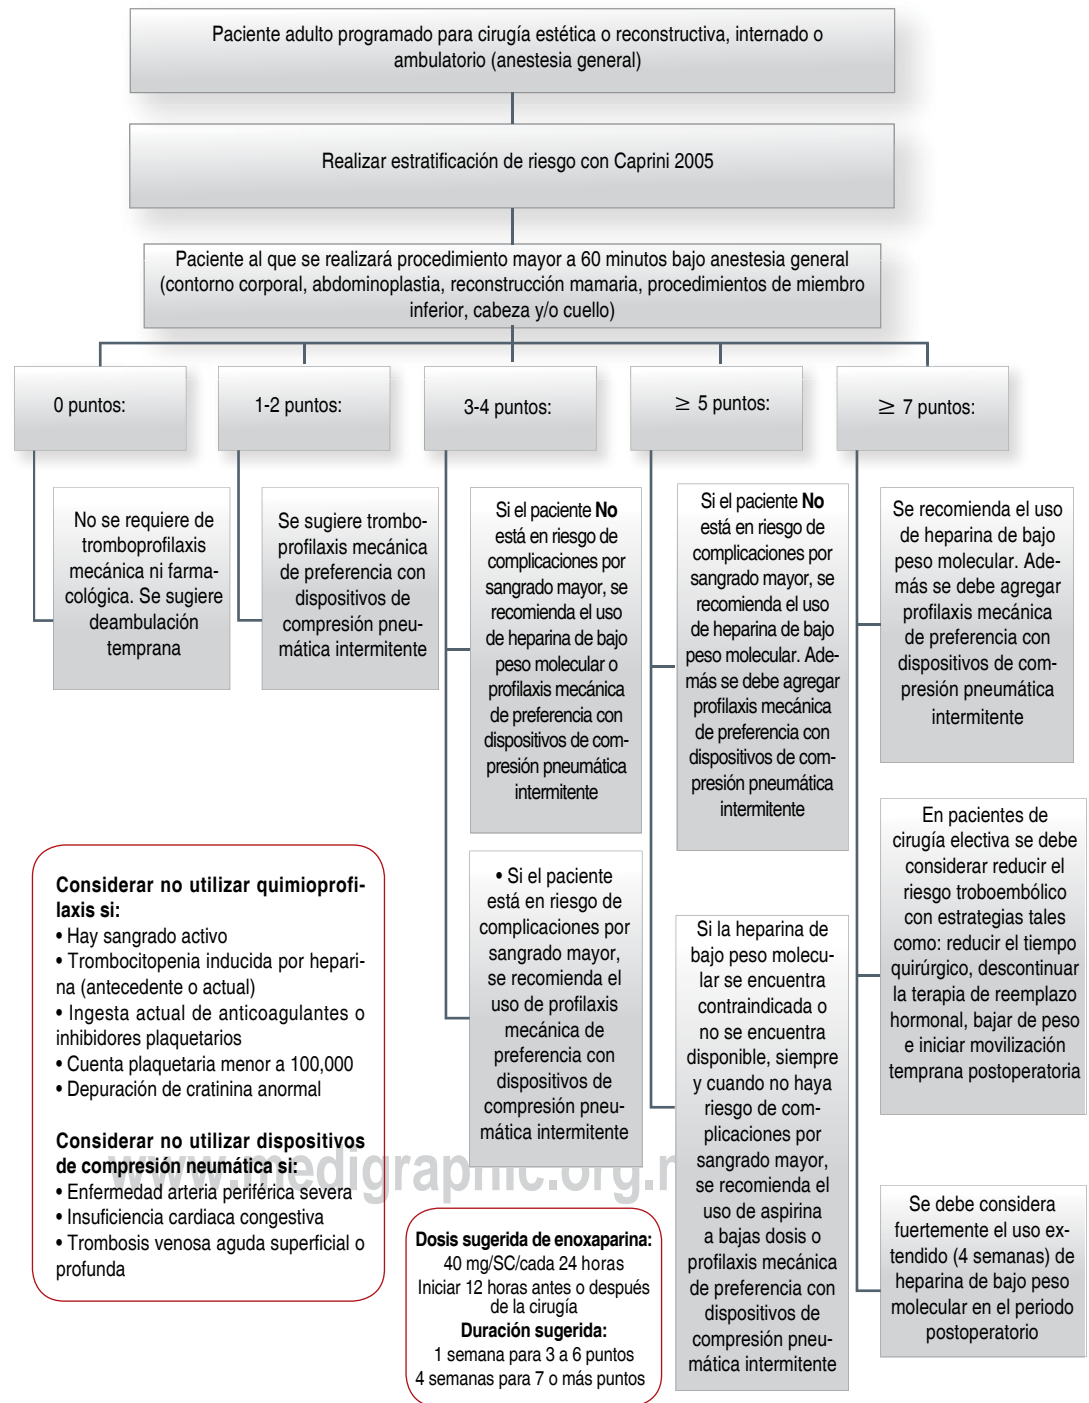 Paciente adulto programado para cirugía estética o reconstructiva, internado o
ambulatorio (anestesia general)
Realizar estratificación de riesgo con Caprini 2005
Paciente al que se realizará procedimiento mayor a 60 minutos bajo anestesia general
(contorno corporal, abdominoplastia, reconstrucción mamaria, procedimientos de miembro
inferior, cabeza y/o cuello)
0 puntos:
1-2 puntos:
3-4 puntos:
≥ 5 puntos:
≥ 7 puntos:
No se requiere de
tromboprofilaxis
mecánica ni farma-
cológica. Se sugiere
deambulación
temprana
Se sugiere trombo-
profilaxis mecánica
de preferencia con
dispositivos de
compresión pneu-
mática intermitente
Si el paciente No
está en riesgo de
complicaciones por
sangrado mayor, se
recomienda el uso
de heparina de bajo
peso molecular o
profilaxis mecánica
de preferencia con
dispositivos de com-
presión pneumática
intermitente
• Si el paciente
está en riesgo de
complicaciones por
sangrado mayor,
se recomienda el
uso de profilaxis
mecánica de
preferencia con
dispositivos de
compresión pneu-
mática intermitente
Si el paciente No
está en riesgo de
complicaciones por
sangrado mayor, se
recomienda el uso
de heparina de bajo
peso molecular. Ade-
más se debe agregar
profilaxis mecánica
de preferencia con
dispositivos de com-
presión pneumática
intermitente
Si la heparina de
bajo peso molecu-
lar se encuentra
contraindicada o
no se encuentra
disponible, siempre
y cuando no haya
riesgo de com-
plicaciones por
sangrado mayor,
se recomienda el
uso de aspirina
a bajas dosis o
profilaxis mecánica
de preferencia con
dispositivos de
compresión pneu-
mática intermitente
Se recomienda el uso
de heparina de bajo
peso molecular. Ade-
más se debe agregar
profilaxis mecánica
de preferencia con
dispositivos de com-
presión pneumática
intermitente
En pacientes de
cirugía electiva se debe
considerar reducir el
riesgo troboembólico
con estrategias tales
como: reducir el tiempo
quirúrgico, descontinuar
la terapia de reemplazo
hormonal, bajar de peso
e iniciar movilización
temprana postoperatoria
Se debe considera
fuertemente el uso ex-
tendido (4 semanas) de
heparina de bajo peso
molecular en el periodo
postoperatorio
Considerar no utilizar quimioprofi-
laxis si:
• Hay sangrado activo
• Trombocitopenia inducida por hepari-
na (antecedente o actual)
• Ingesta actual de anticoagulantes o
inhibidores plaquetarios
• Cuenta plaquetaria menor a 100,000
• Depuración de cratinina anormal
Considerar no utilizar dispositivos
de compresión neumática si:
• Enfermedad arteria periférica severa
• Insuficiencia cardiaca congestiva
• Trombosis venosa aguda superficial o
profunda
www.medigraphic.org.m
Dosis sugerida de enoxaparina:
40 mg/SC/cada 24 horas
Iniciar 12 horas antes o después
de la cirugía
Duración sugerida:
1 semana para 3 a 6 puntos
4 semanas para 7 o más puntos